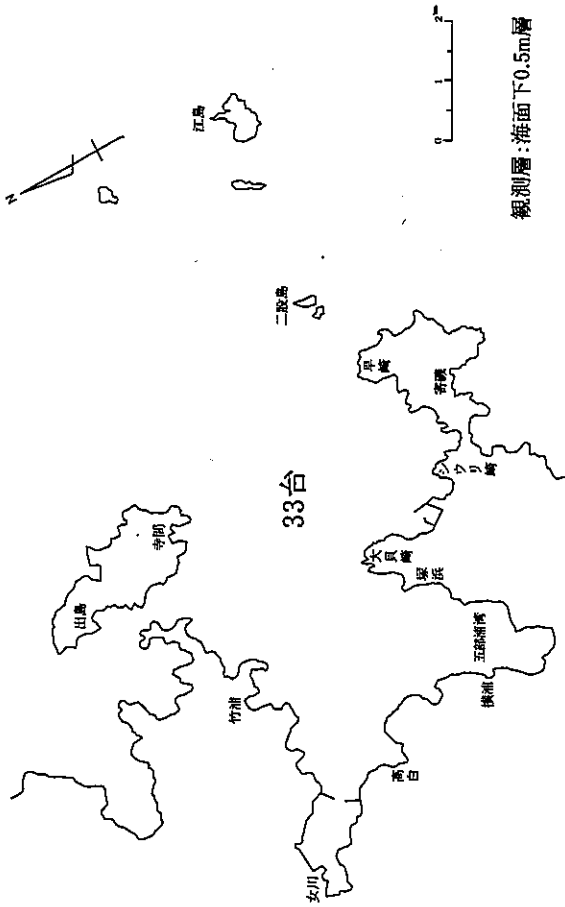 N
江島
0 1 2km
観測層:海面下0.5m層
二股島
早崎
寄磯
シウリ崎
33台
大貝崎
塚浜
出島
寺間
五部浦湾
横浦
竹浦
高白
女川